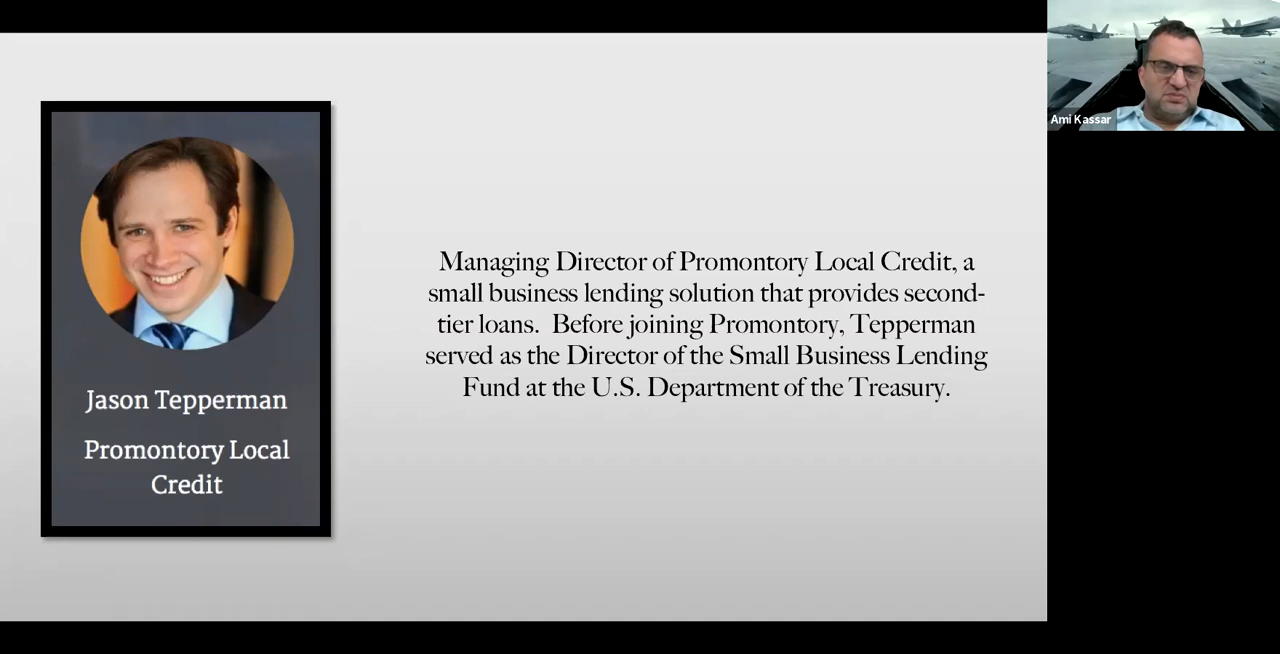 Jason Tepperman
Promontory Local
Credit
Managing Director of Promontory Local Credit, a
small business lending solution that provides second-
tier loans.  Before joining Promontory, Tepperman
served as the Director of the Small Business Lending
Fund at the U.S. Department of the Treasury.
Ami Kassar